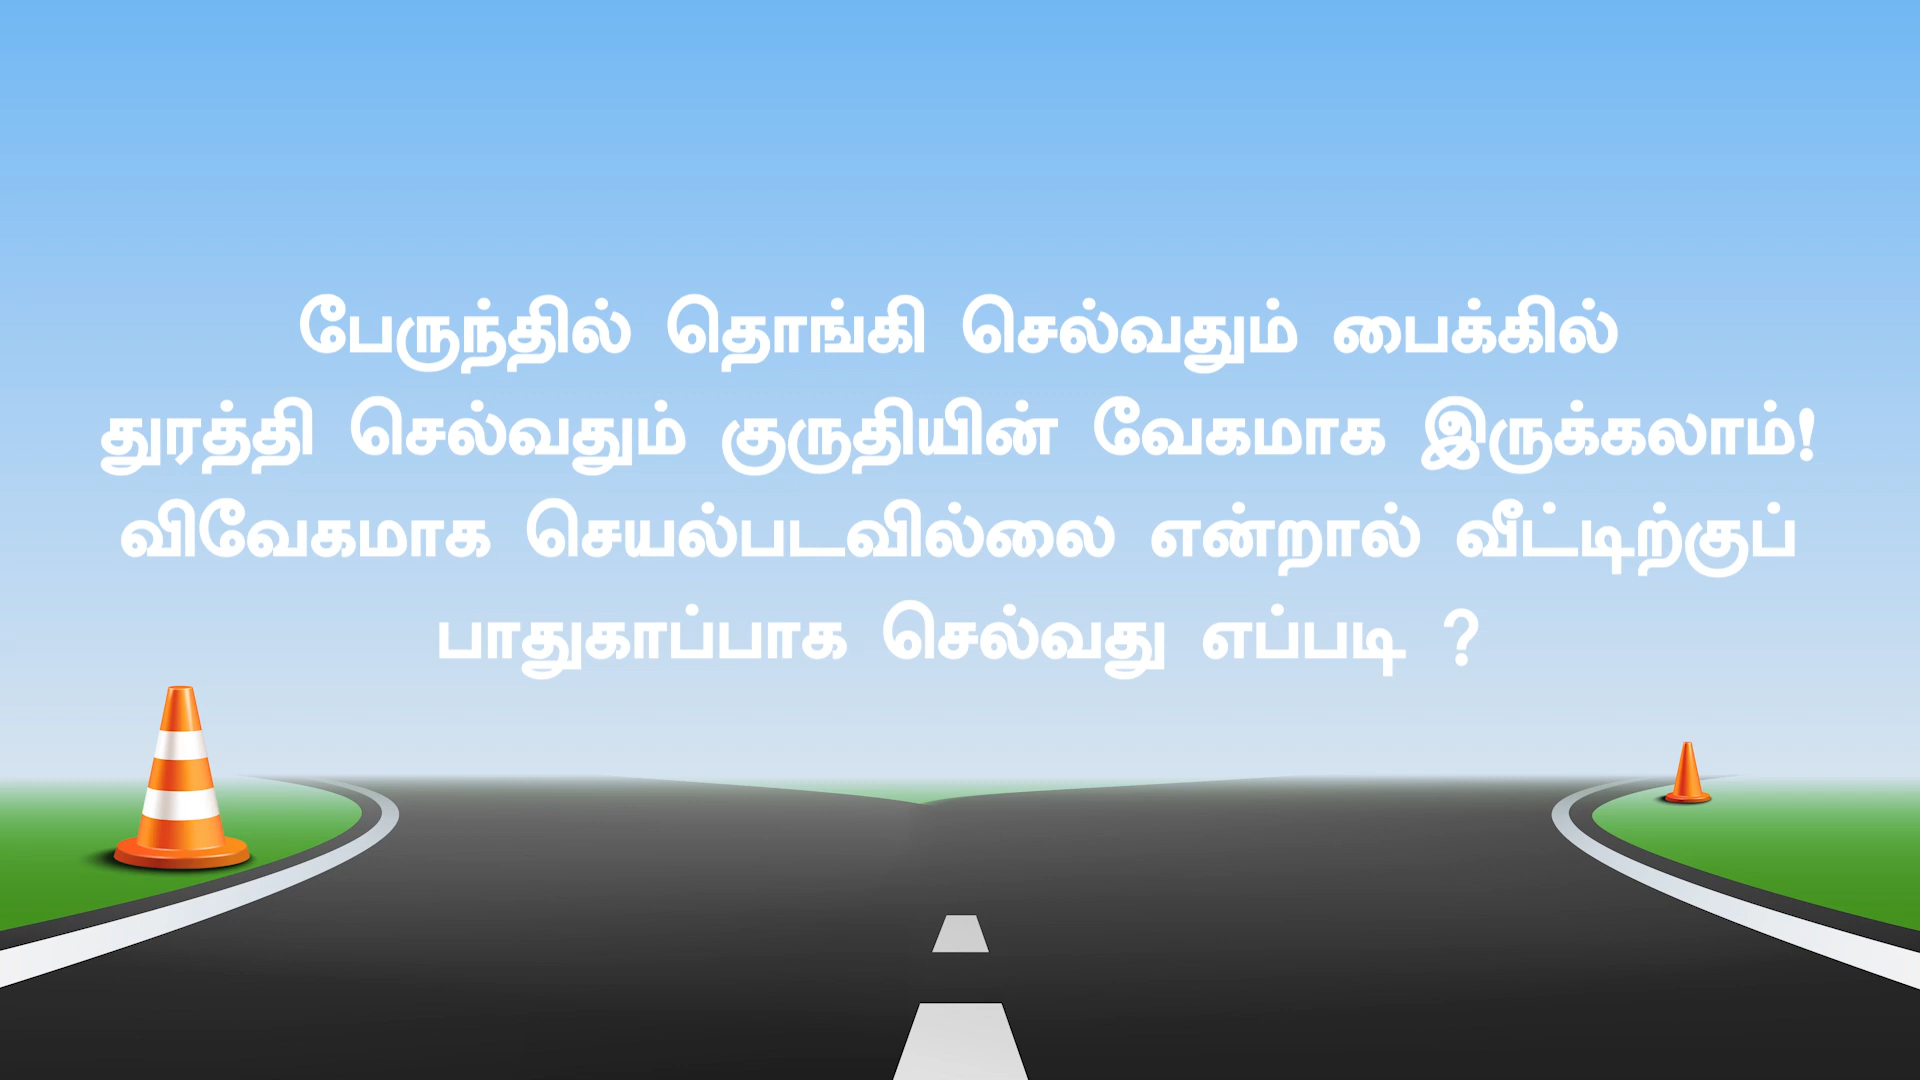 பேருந்தில் தொங்கி செல்வதும் பைக்கில்
துரத்தி செல்வதும் குருதியின் வேகமாக இருக்கலாம்!
விவேகமாக செயல்படவில்லை என்றால் வீட்டிற்குப்
பாதுகாப்பாக செல்வது எப்படி ?